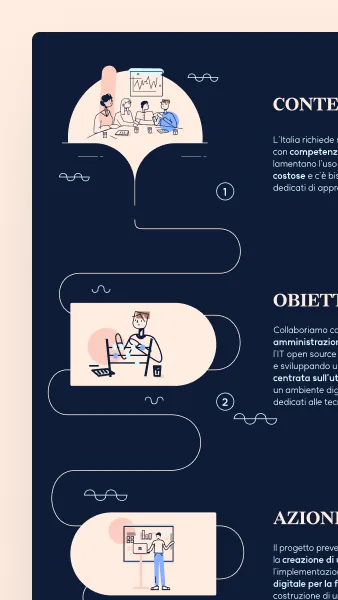 CONTE
L'Italia richiede
con competenz
lamentano l'uso
costose e c'è bis
dedicati di appr
1
OBIETT
Collaboriamo co
amministrazion
l'IT open source
e sviluppando u
centrata sull'ut
un ambiente dig
dedicati alle tec
2
AZIONI
Il progetto preve
la creazione di u
l'implementazio
digitale per la f
costruzione di u